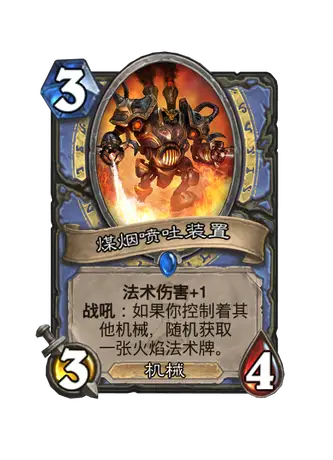 3
煤烟喷吐装置
法术伤害+1
战吼：如果你控制着其
他机械，随机获取
一张火焰法术牌。
3
机械
4